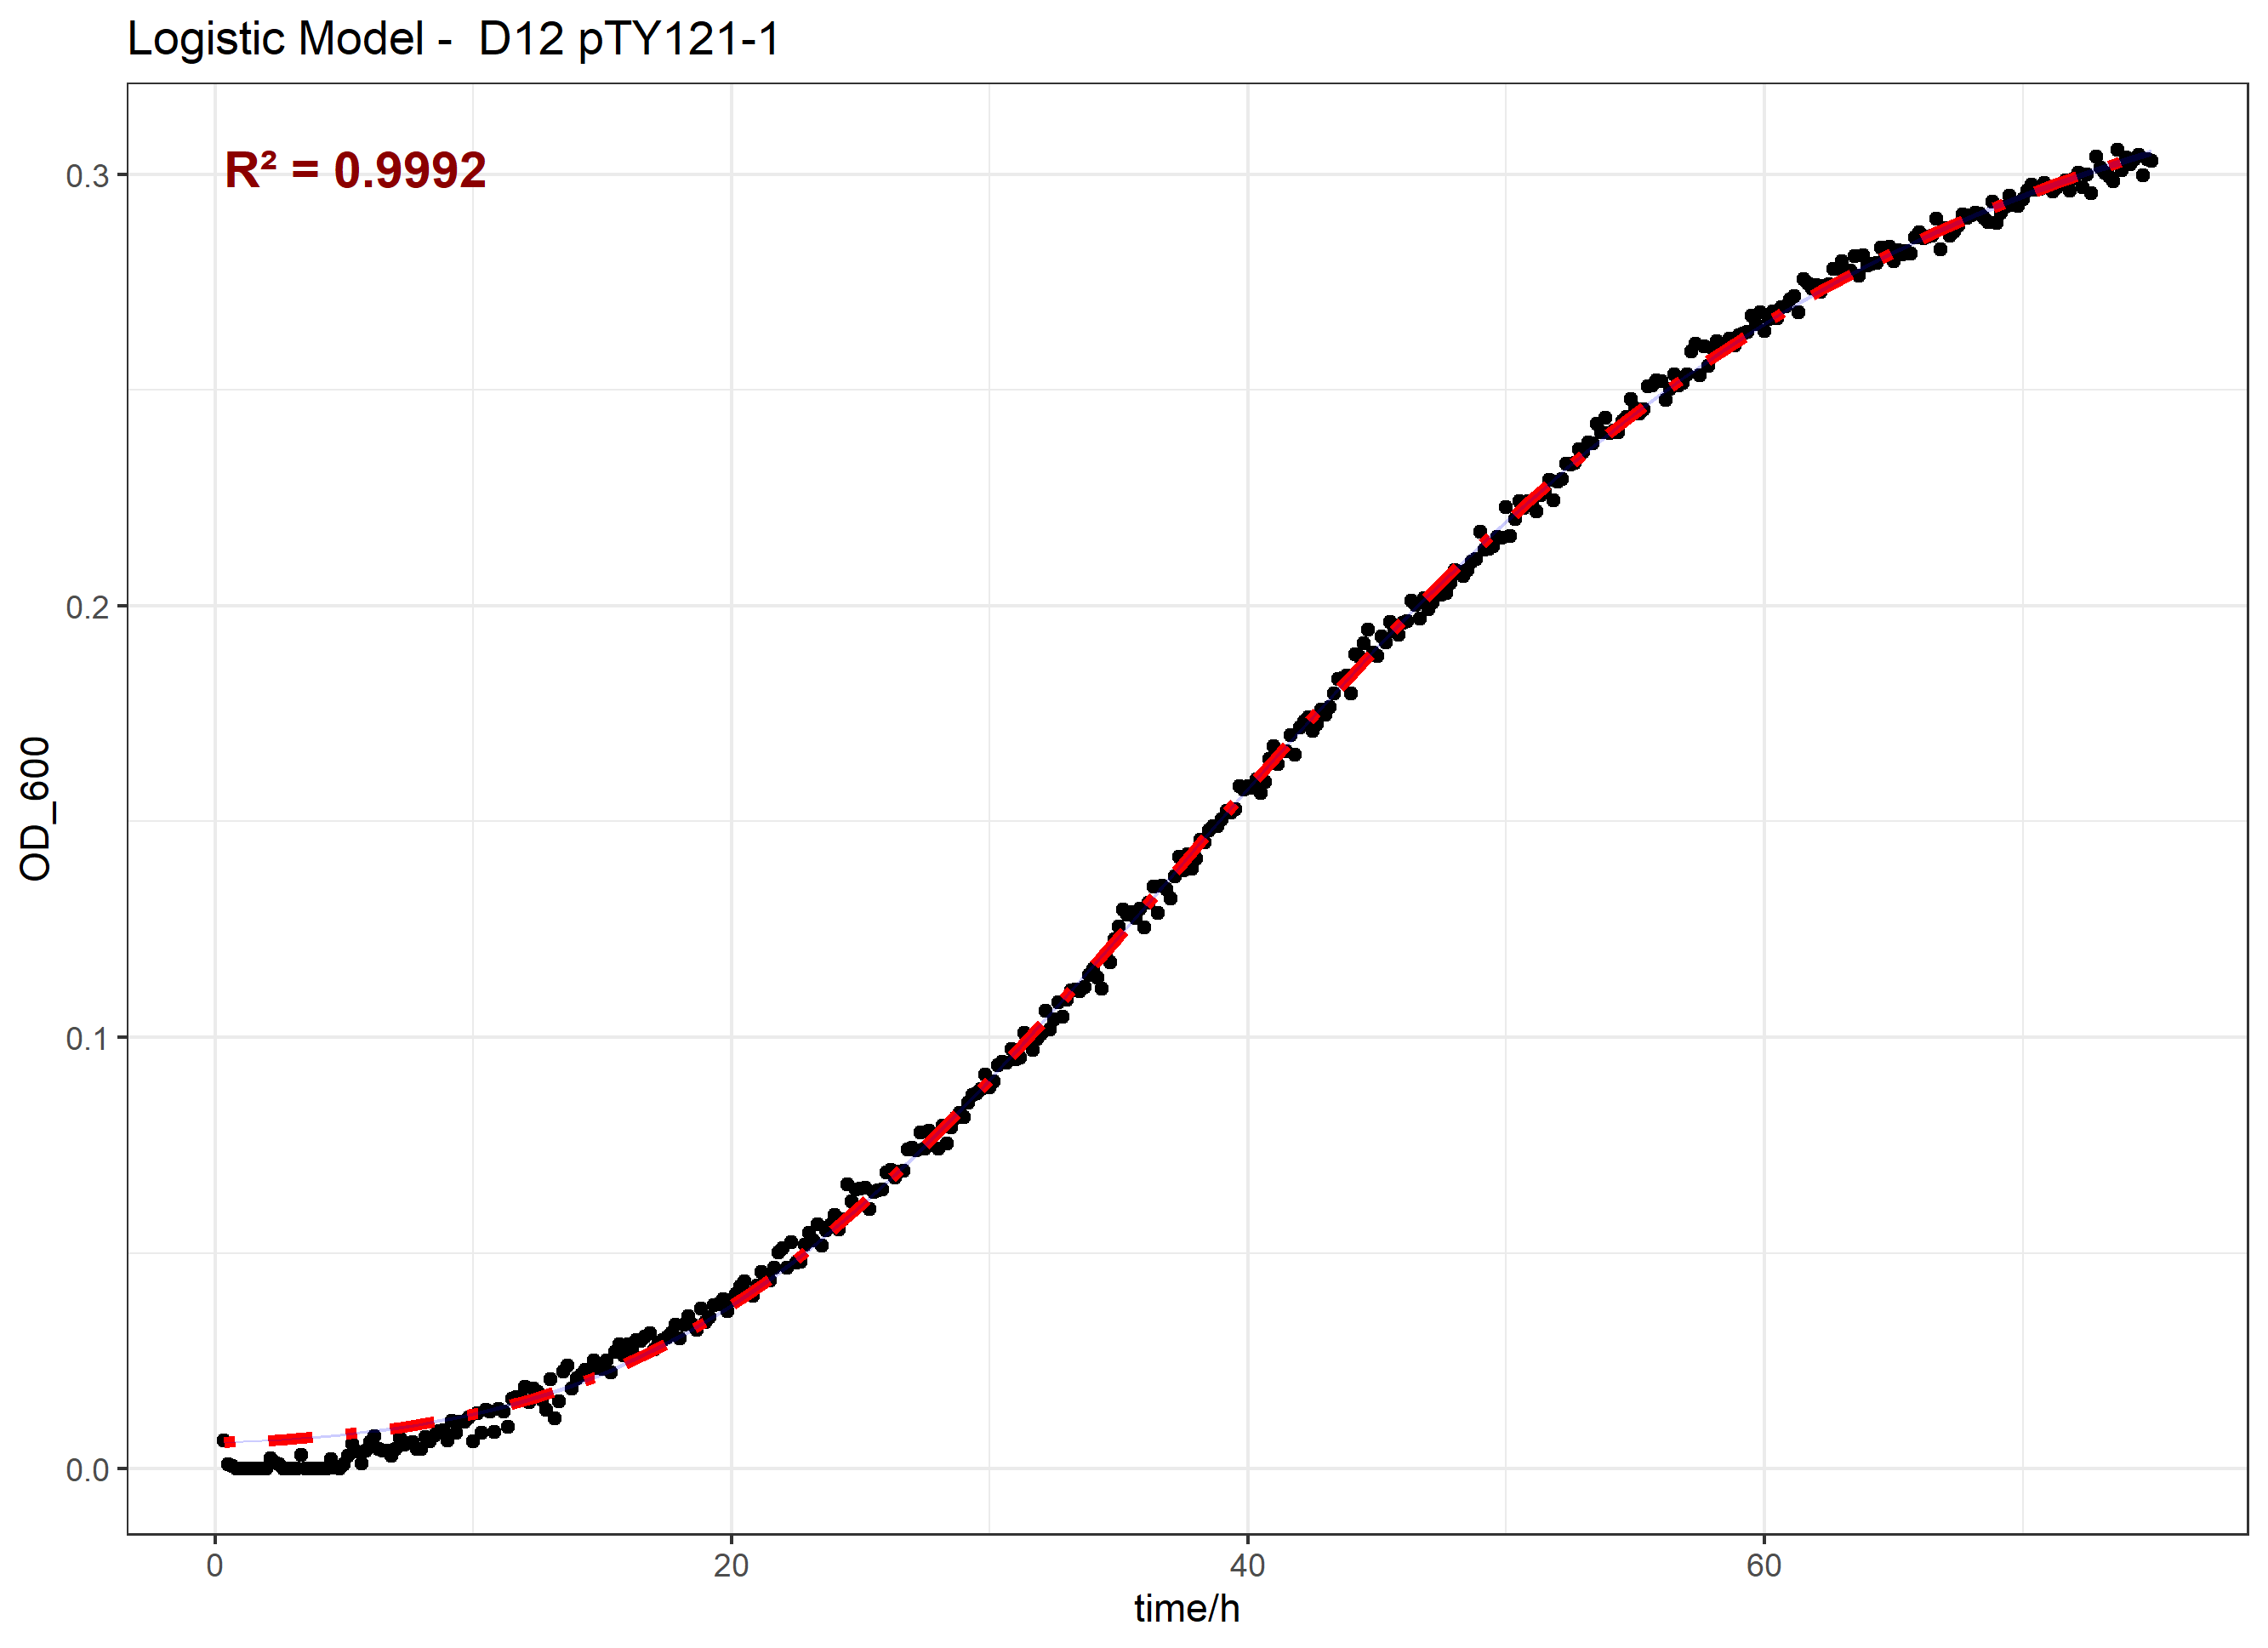 Logistic Model -  D12 pTY121-1
R² = 0.9992
0.3
0.2
0.1
0.0
OD_600
0 20 40 60
time/h